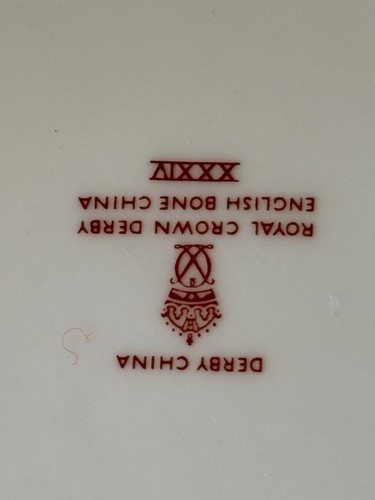 DERBY CHINA
ROYAL CROWN DERBY
ENGLISH BONE CHINA
XXXIV